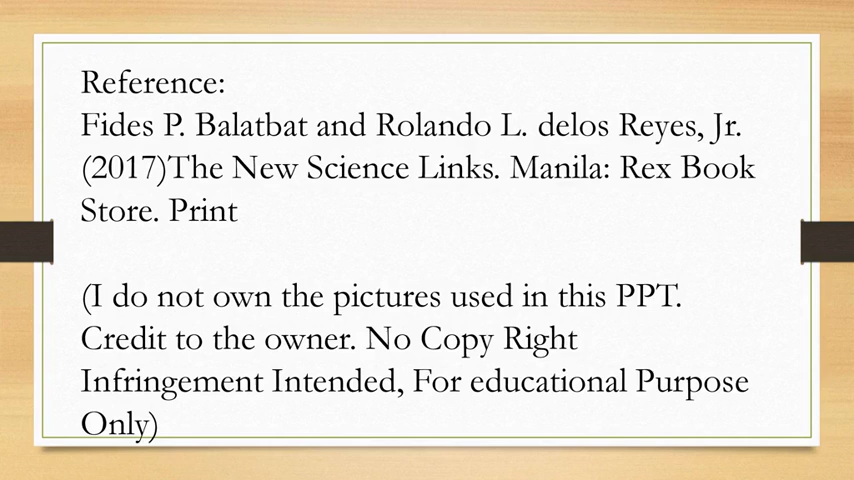 Reference:
Fides P. Balatbat and Rolando L. delos Reyes, Jr.
(2017)The New Science Links. Manila: Rex Book
Store. Print
(I do not own the pictures used in this PPT.
Credit to the owner. No Copy Right
Infringement Intended, For educational Purpose
Only)